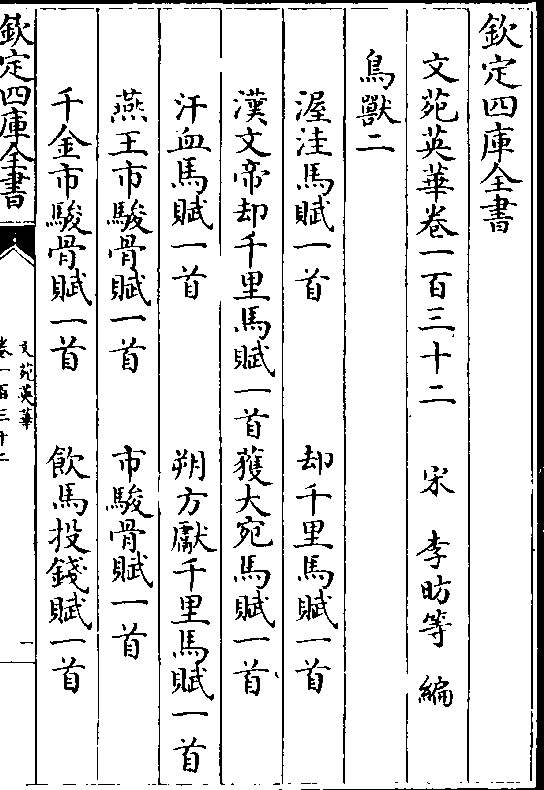 欽定四庫全書
文苑英華卷一百三十二 宋 李昉等 編
鳥獸二
渥洼馬賦一首 却千里馬賦一首
漢文帝却千里馬賦一首獲大宛馬賦一首
汗血馬賦一首 朔方獻千里馬賦一首
燕王市駿骨賦一首 市駿骨賦一首
千金市駿骨賦一首 飲馬投錢賦一首
欽定四庫全書
文苑英華
卷一百三十二
一